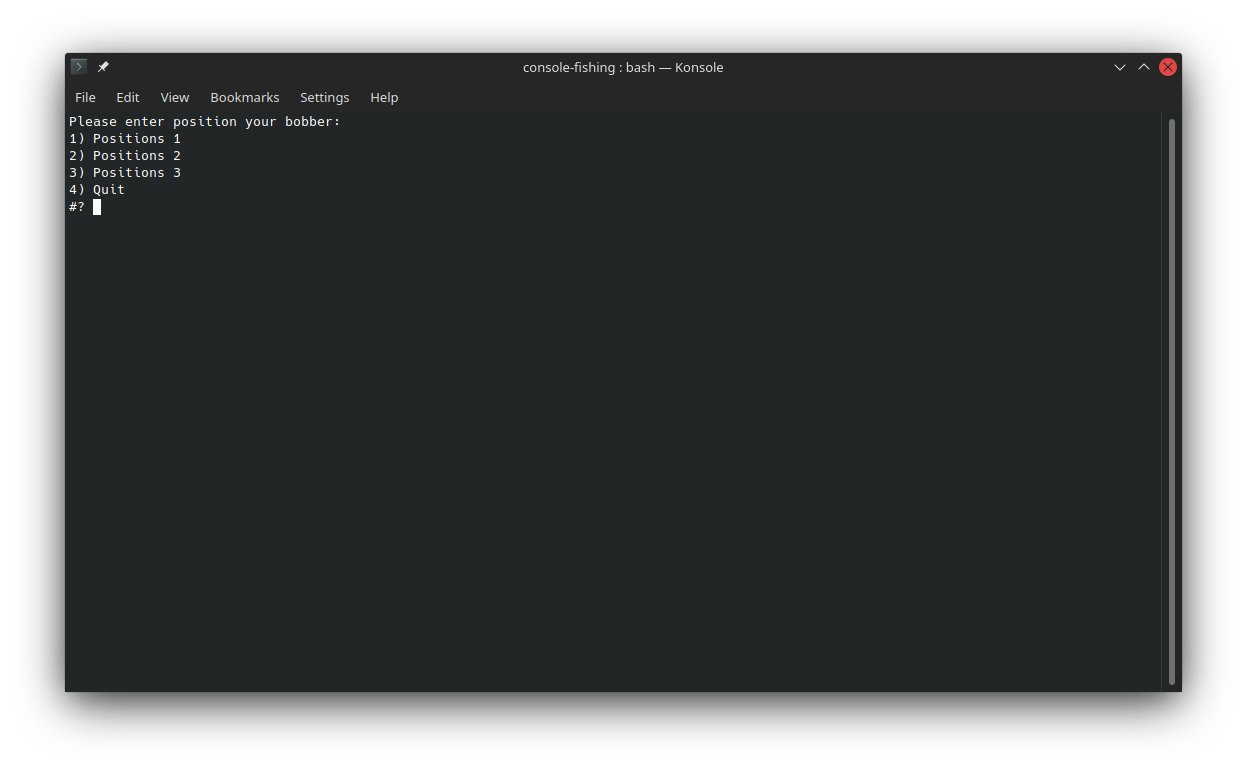 console-fishing : bash — Konsole
File Edit View Bookmarks Settings Help
Please enter position your bobber:
1) Positions 1
2) Positions 2
3) Positions 3
4) Quit
#?